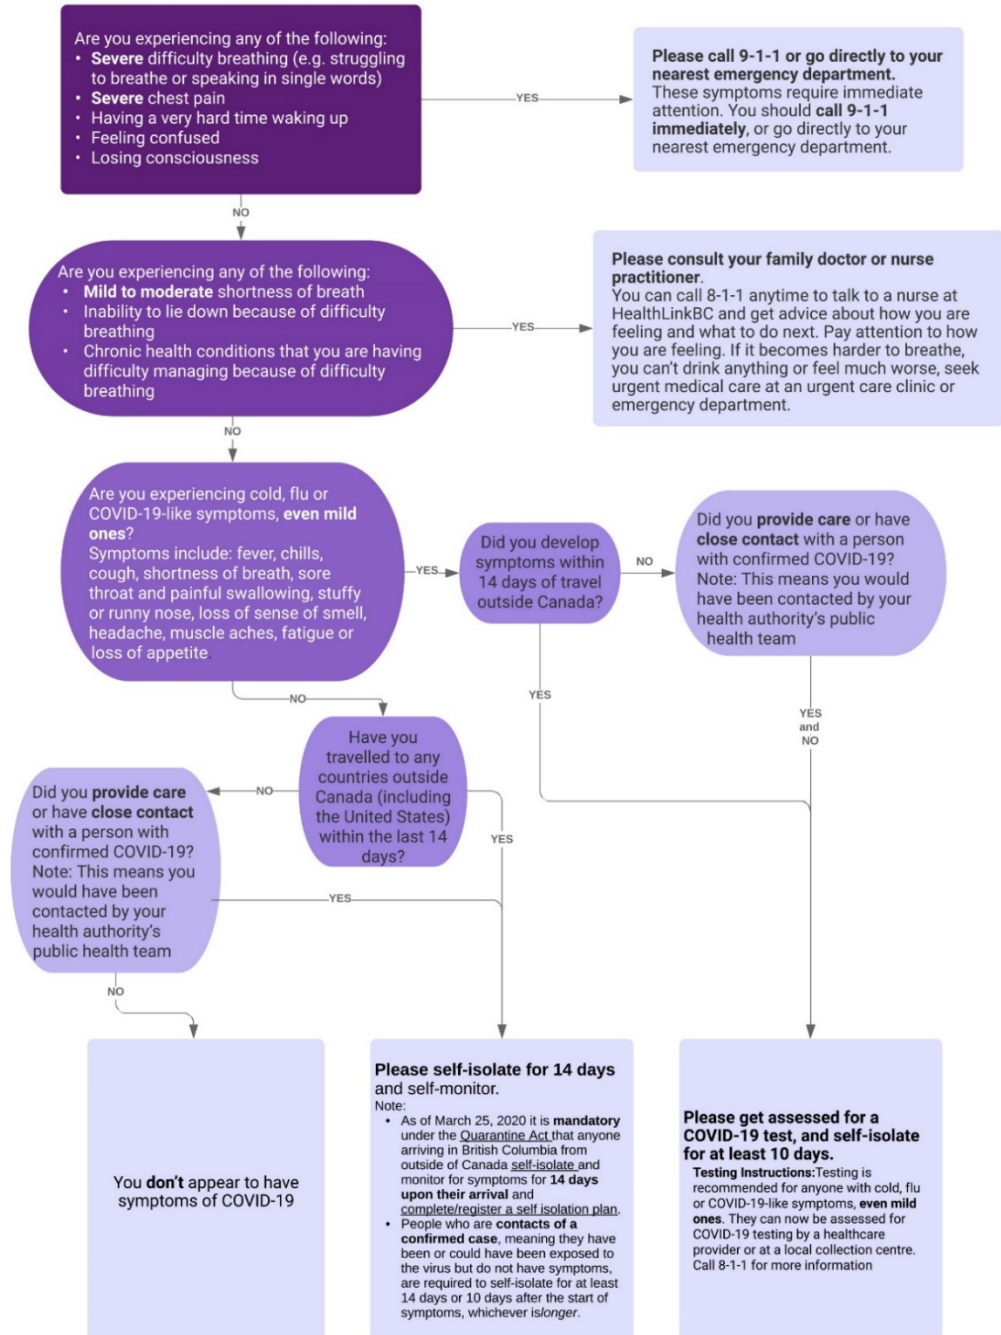 Are you experiencing any of the following:
• Severe difficulty breathing (e.g. struggling
to breathe or speaking in single words)
• Severe chest pain
• Having a very hard time waking up
• Feeling confused
• Losing consciousness
YES
Please call 9-1-1 or go directly to your
nearest emergency department.
These symptoms require immediate
attention. You should call 9-1-1
immediately, or go directly to your
nearest emergency department.
NO
Are you experiencing any of the following:
• Mild to moderate shortness of breath
• Inability to lie down because of difficulty
breathing
• Chronic health conditions that you are having
difficulty managing because of difficulty
breathing
YES
Please consult your family doctor or nurse
practitioner.
You can call 8-1-1 anytime to talk to a nurse at
HealthLinkBC and get advice about how you are
feeling and what to do next. Pay attention to how
you are feeling. If it becomes harder to breathe,
you can't drink anything or feel much worse, seek
urgent medical care at an urgent care clinic or
emergency department.
NO
Are you experiencing cold, flu or
COVID-19-like symptoms, even mild
ones?
Symptoms include: fever, chills,
cough, shortness of breath, sore
throat and painful swallowing, stuffy
or runny nose, loss of sense of smell,
headache, muscle aches, fatigue or
loss of appetite.
YES
Did you develop
symptoms within
14 days of travel
outside Canada?
NO
Did you provide care or have
close contact with a person
with confirmed COVID-19?
Note: This means you would
have been contacted by your
health authority's public
health team
YES
YES
and
NO
NO
Have you
travelled to any
countries outside
Canada (including
the United States)
within the last 14
days?
NO
YES
Did you provide care
or have close contact
with a person with
confirmed COVID-19?
Note: This means you
would have been
contacted by your
health authority's
public health team
YES
NO
You don't appear to have
symptoms of COVID-19
Please self-isolate for 14 days
and self-monitor.
Note:
• As of March 25, 2020 it is mandatory
under the Quarantine Act that anyone
arriving in British Columbia from
outside of Canada self-isolate and
monitor for symptoms for 14 days
upon their arrival and
complete/register a self isolation plan.
• People who are contacts of a
confirmed case, meaning they have
been or could have been exposed to
the virus but do not have symptoms,
are required to self-isolate for at least
14 days or 10 days after the start of
symptoms, whichever islonger.
Please get assessed for a
COVID-19 test, and self-isolate
for at least 10 days.
Testing Instructions:Testing is
recommended for anyone with cold, flu
or COVID-19-like symptoms, even mild
ones. They can now be assessed for
COVID-19 testing by a healthcare
provider or at a local collection centre.
Call 8-1-1 for more information